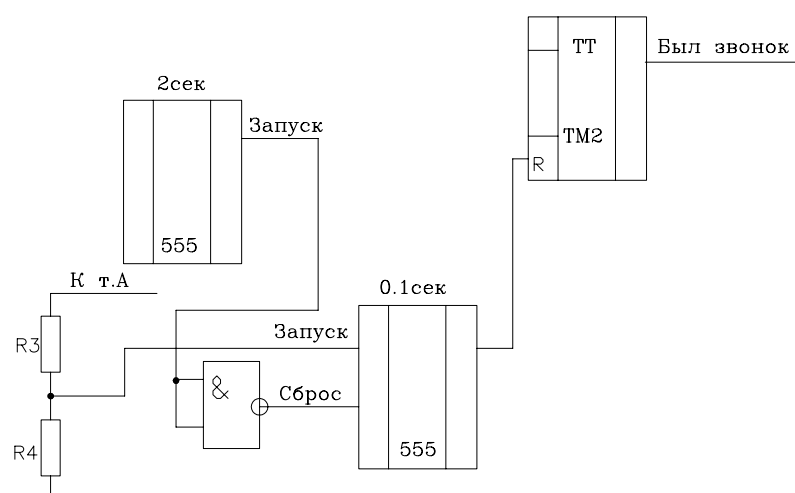 ТТ
Был звонок
2сек
Запуск
ТМ2
R
555
К т.А
0.1сек
R3
Запуск
&
Сброс
R4
555